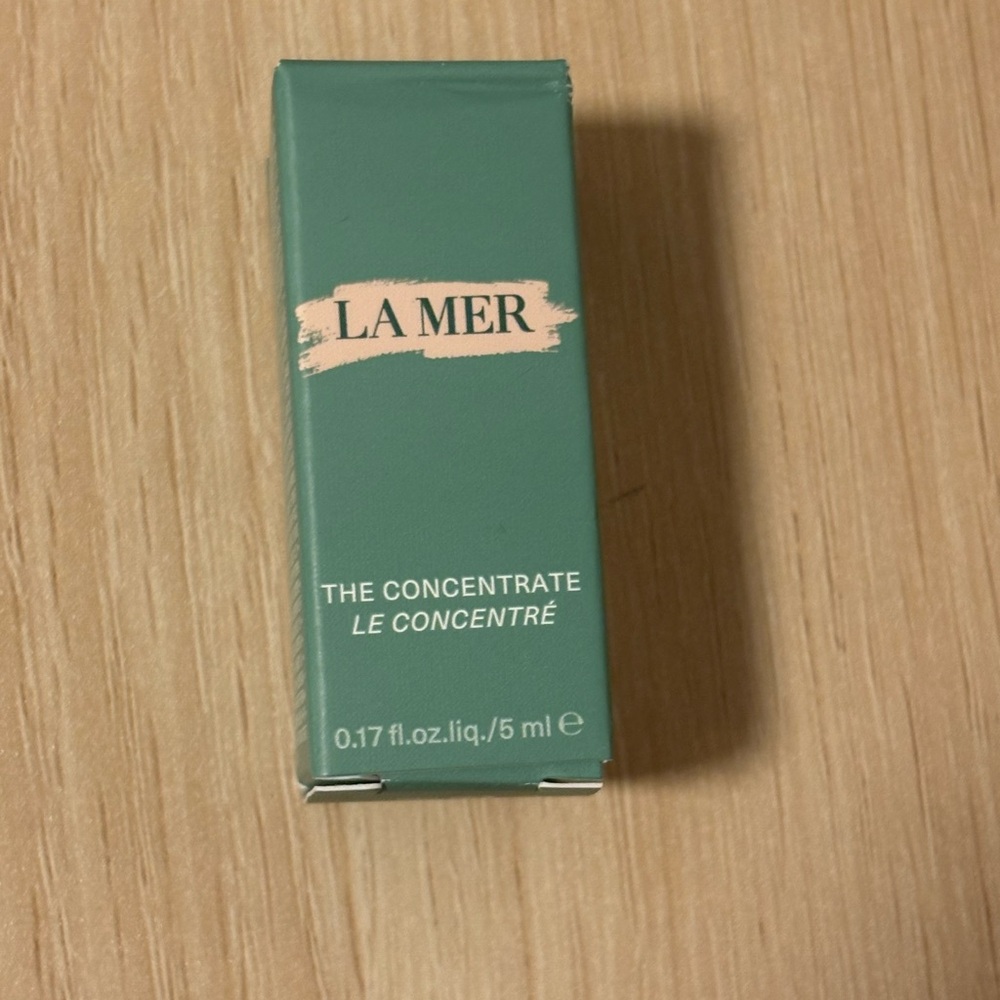 LA MER
THE CONCENTRATE
LE CONCENTRÉ
0.17 fl.oz.liq./5 ml ℮